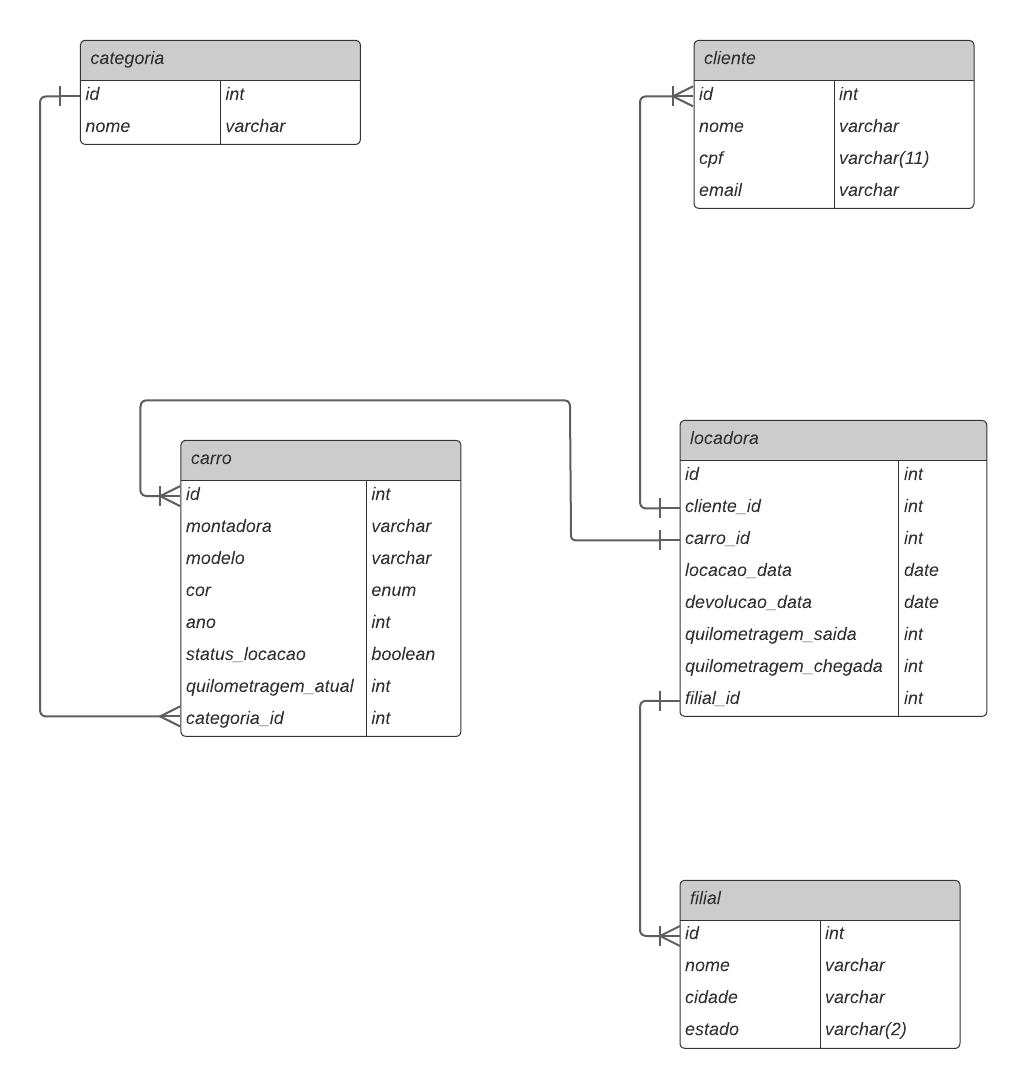 categoria
id int
nome varchar
cliente
id int
nome varchar
cpf varchar(11)
email varchar
carro
id int
montadora varchar
modelo varchar
cor enum
ano int
status_locacao boolean
quilometragem_atual int
categoria_id int
locadora
id int
cliente_id int
carro_id int
locacao_data date
devolucao_data date
quilometragem_saida int
quilometragem_chegada int
filial_id int
filial
id int
nome varchar
cidade varchar
estado varchar(2)